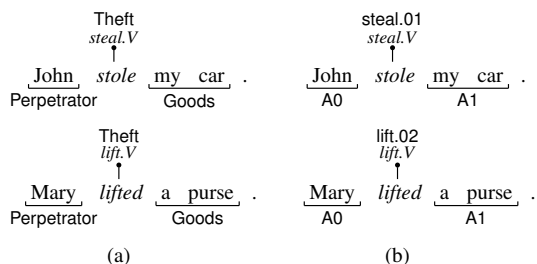 Theft steal.01
steal.V steal.V
John stole my car . John stole my car .
Perpetrator Goods A0 A1
Theft lift.02
lift.V lift.V
Mary lifted a purse . Mary lifted a purse .
Perpetrator Goods A0 A1
(a) (b)